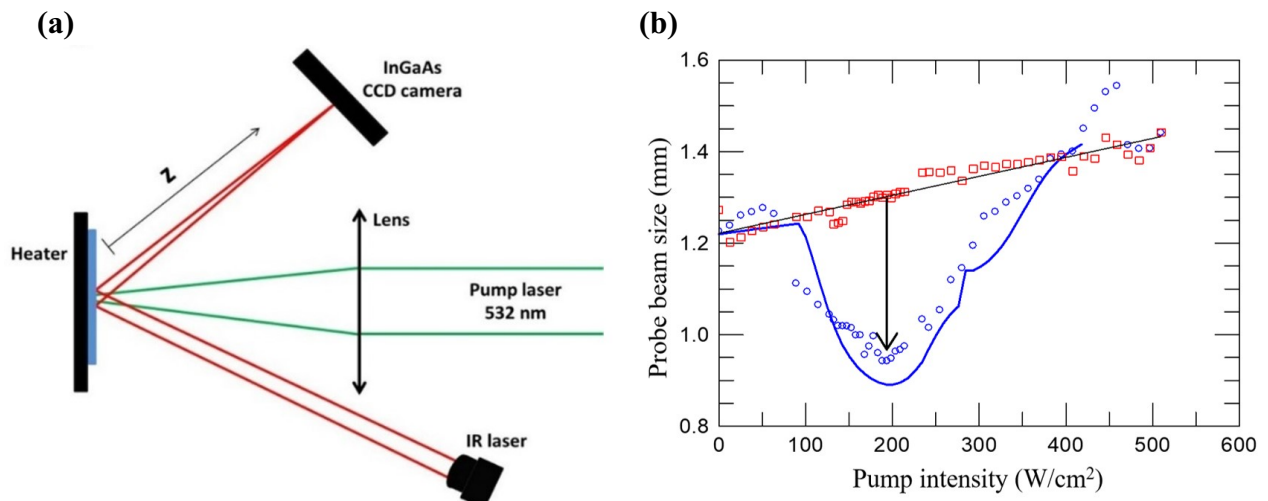 (a)
InGaAs
CCD camera
Z
Lens
Heater
Pump laser
532 nm
IR laser
(b)
1.6
1.4
1.2
1.0
0.8
Probe beam size (mm)
0 100 200 300 400 500 600
Pump intensity (W/cm²)